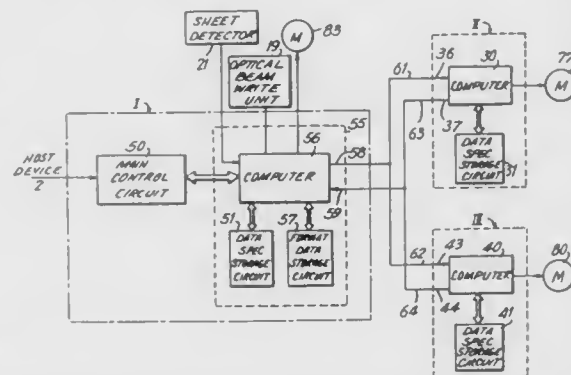 SHEET
DETECTOR
21
19
M
83
OPTICAL
BEAM
WRITE
UNIT
I
55
56
50
HOST
DEVICE
2
MAIN
CONTROL
CIRCUIT
COMPUTER
58
59
51
57
DATA
SPEC
STORAGE
CIRCUIT
FORMAT
DATA
STORAGE
CIRCUIT
II
61
36
30
77
COMPUTER
M
63
37
DATA
SPEC
STORAGE
CIRCUIT
31
III
62
43
40
80
COMPUTER
M
64
44
DATA
SPEC
STORAGE
CIRCUIT
41